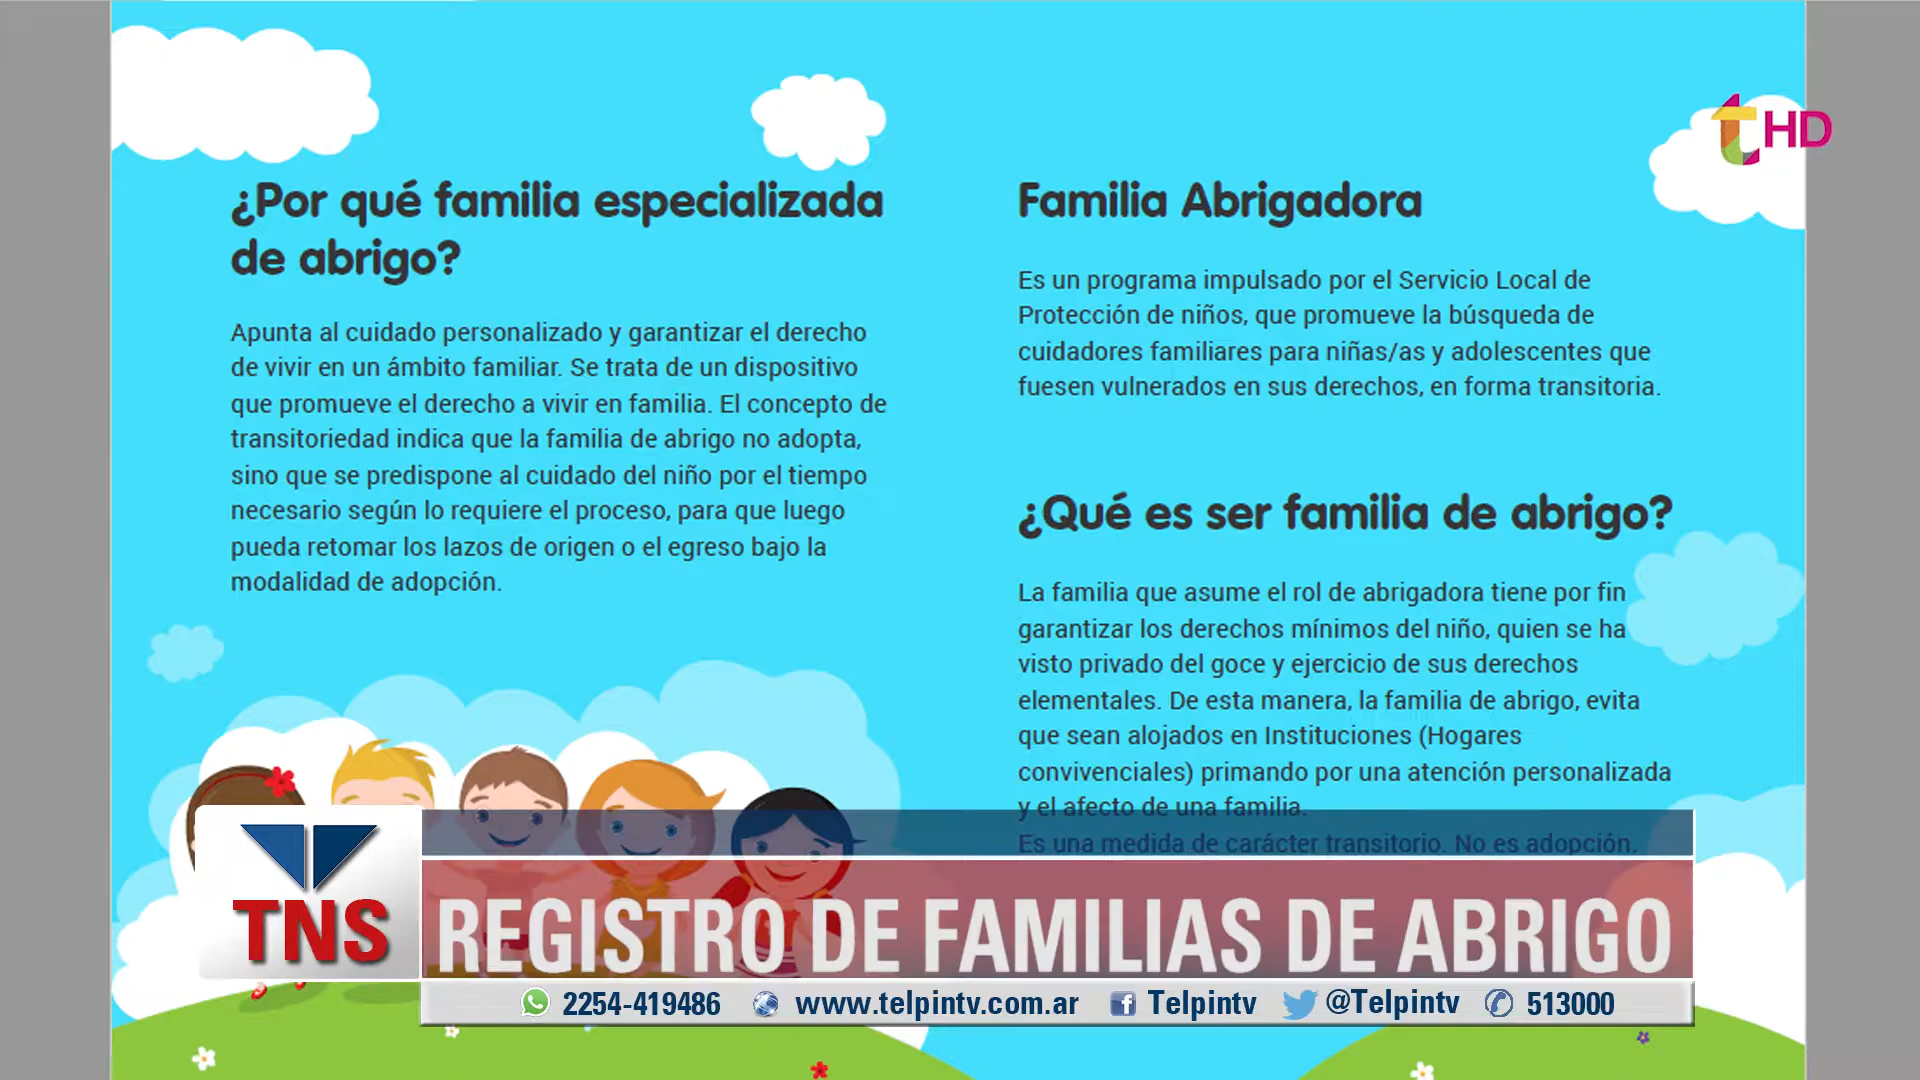 ¿Por qué familia especializada
de abrigo?
Apunta al cuidado personalizado y garantizar el derecho
de vivir en un ámbito familiar. Se trata de un dispositivo
que promueve el derecho a vivir en familia. El concepto de
transitoriedad indica que la familia de abrigo no adopta,
sino que se predispone al cuidado del niño por el tiempo
necesario según lo requiere el proceso, para que luego
pueda retomar los lazos de origen o el egreso bajo la
modalidad de adopción.
t HD
Familia Abrigadora
Es un programa impulsado por el Servicio Local de
Protección de niños, que promueve la búsqueda de
cuidadores familiares para niñas/as y adolescentes que
fuesen vulnerados en sus derechos, en forma transitoria.
¿Qué es ser familia de abrigo?
La familia que asume el rol de abrigadora tiene por fin
garantizar los derechos mínimos del niño, quien se ha
visto privado del goce y ejercicio de sus derechos
elementales. De esta manera, la familia de abrigo, evita
que sean alojados en Instituciones (Hogares
convivenciales) primando por una atención personalizada
y el afecto de una familia.
Es una medida de carácter transitorio. No es adopción.
TNS
REGISTRO DE FAMILIAS DE ABRIGO
2254-419486 www.telpintv.com.ar Telpintv @Telpintv 513000